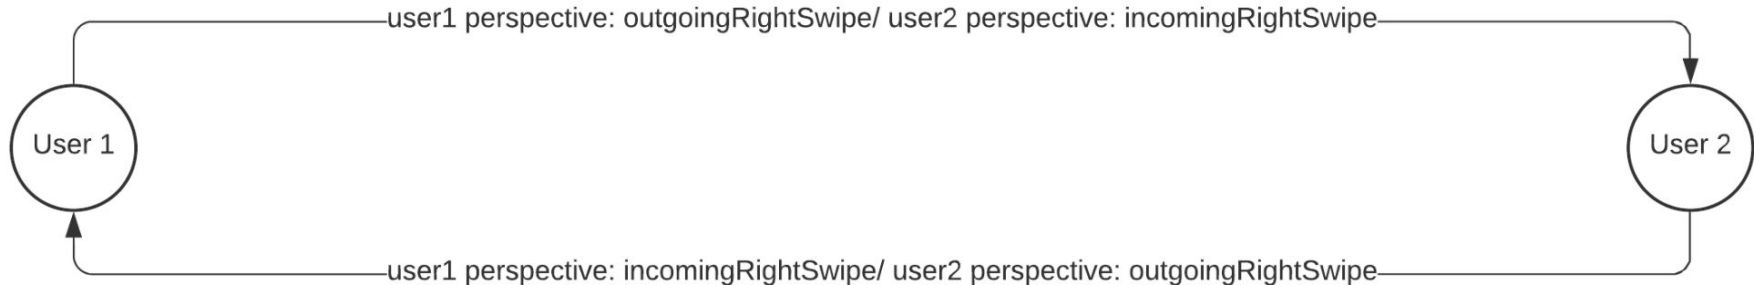 user1 perspective: outgoingRightSwipe/ user2 perspective: incomingRightSwipe
User 1
User 2
user1 perspective: incomingRightSwipe/ user2 perspective: outgoingRightSwipe